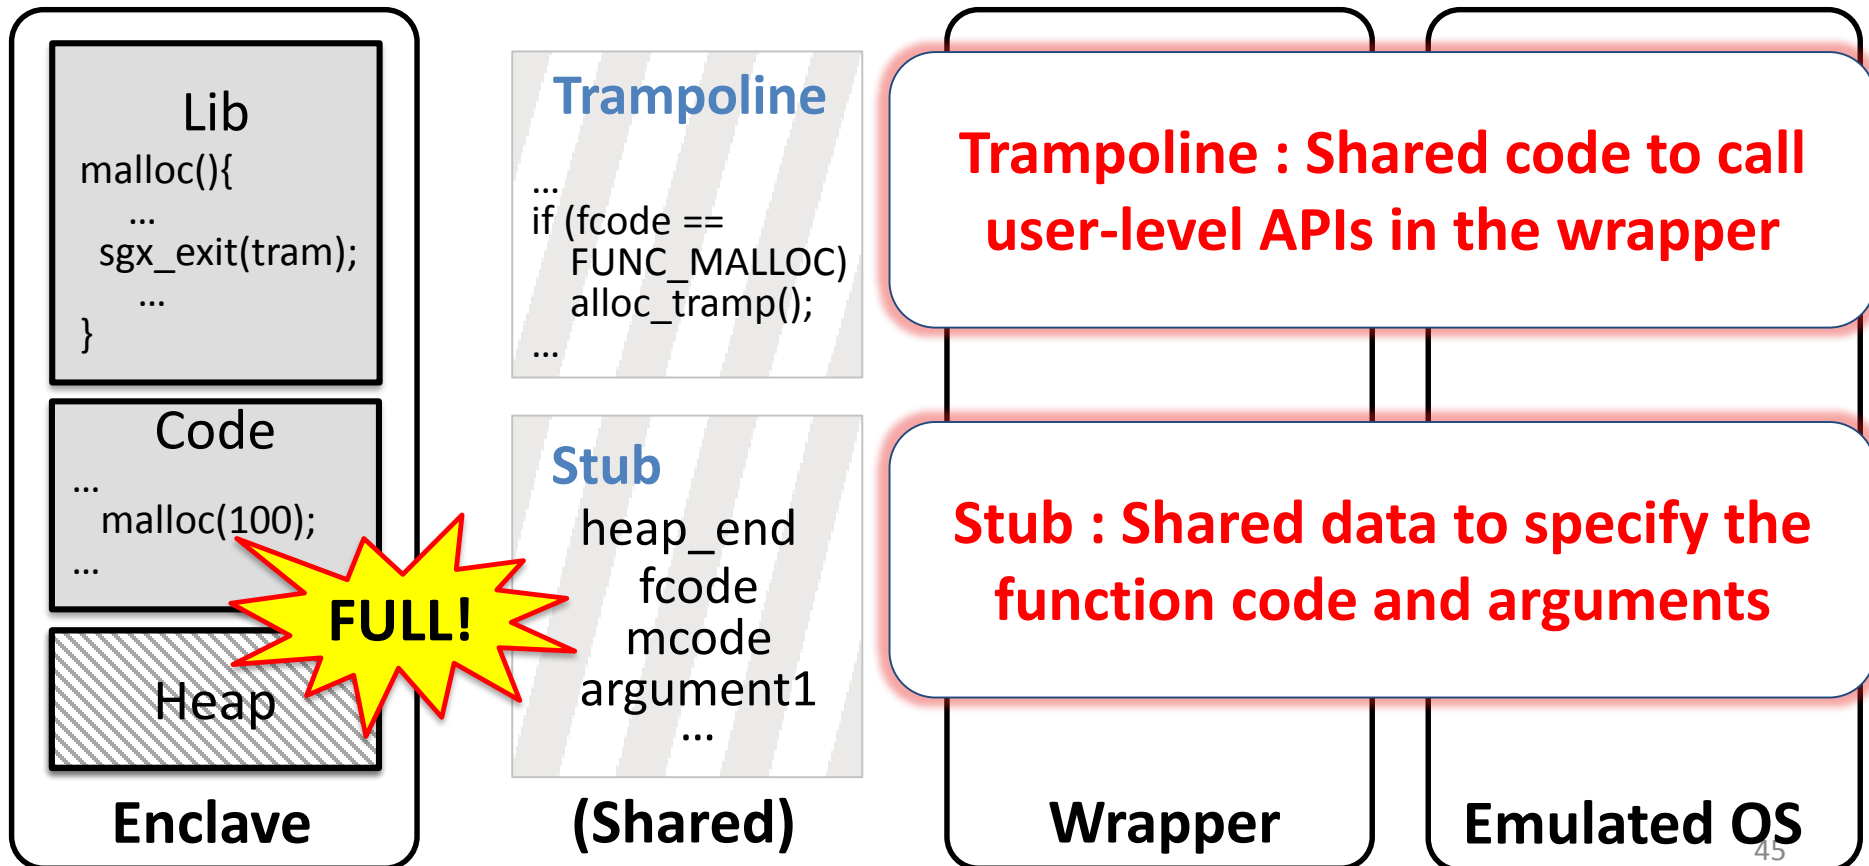 Lib
malloc(){
...
sgx_exit(tram);
...
}
Code
...
malloc(100);
...
FULL!
Heap
Enclave
Trampoline
...
if (fcode ==
FUNC_MALLOC)
alloc_tramp();
...
Stub
heap_end
fcode
mcode
argument1
...
(Shared)
Trampoline : Shared code to call
user-level APIs in the wrapper
Stub : Shared data to specify the
function code and arguments
Wrapper
Emulated OS
45